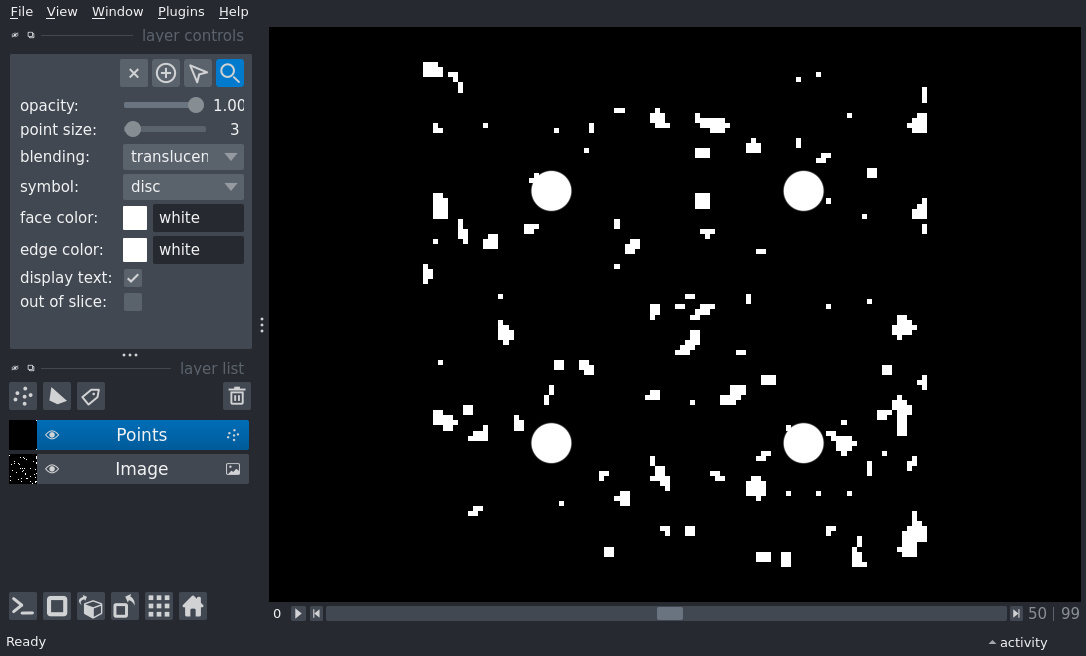 File View Window Plugins Help
layer controls
opacity: 1.00
point size: 3
blending: translucen
symbol: disc
face color: white
edge color: white
display text:
out of slice:
layer list
Points
Image
0 50 | 99
Ready activity